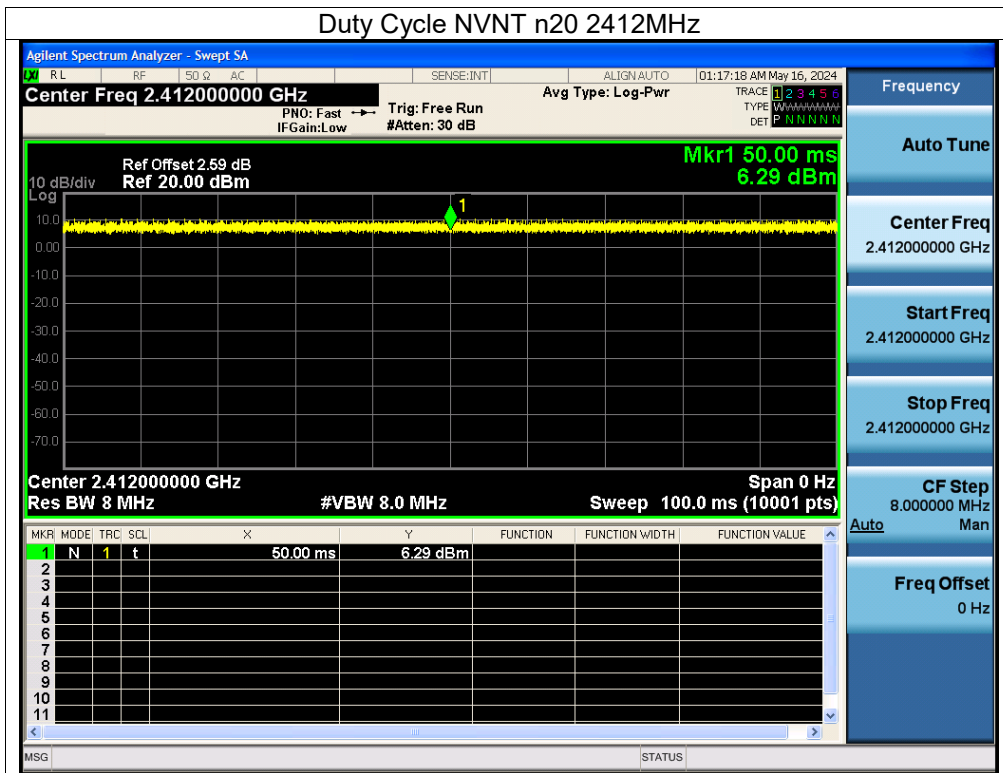 Duty Cycle NVNT n20 2412MHz
Agilent Spectrum Analyzer - Swept SA
LXI RL RF 50 Ω AC SENSE:INT ALIGN AUTO 01:17:18 AM May 16, 2024
Center Freq 2.412000000 GHz
PNO: Fast
IFGain:Low
Trig: Free Run
#Atten: 30 dB
Avg Type: Log-Pwr
TRACE 1 2 3 4 5 6
TYPE
DET P N N N N N
Mkr1 50.00 ms
6.29 dBm
Ref Offset 2.59 dB
10 dB/div Ref 20.00 dBm
Log
1
10.0
0.00
-10.0
-20.0
-30.0
-40.0
-50.0
-60.0
-70.0
Center 2.412000000 GHz Span 0 Hz
Res BW 8 MHz #VBW 8.0 MHz Sweep 100.0 ms (10001 pts)
MKR MODE TRC SCL X Y FUNCTION FUNCTION WIDTH FUNCTION VALUE
1 N 1 t 50.00 ms 6.29 dBm
2
3
4
5
6
7
8
9
10
11
MSG STATUS
Frequency
Auto Tune
Center Freq
2.412000000 GHz
Start Freq
2.412000000 GHz
Stop Freq
2.412000000 GHz
CF Step
8.000000 MHz
Auto Man
Freq Offset
0 Hz